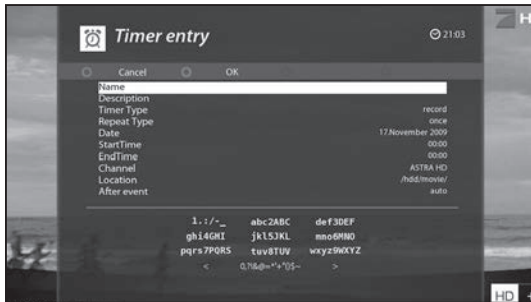 Timer entry
21:03
Cancel OK
Name
Description
Timer Type record
Repeat Type once
Date 17.November 2009
StartTime 00:00
EndTime 00:00
Channel ASTRA HD
Location /hdd/movie/
After event auto
1.:/-_ abc2ABC def3DEF
ghi4GHI jkl5JKL mno6MNO
pqrs7PQRS tuv8TUV wxyz9WXYZ
< >
HD